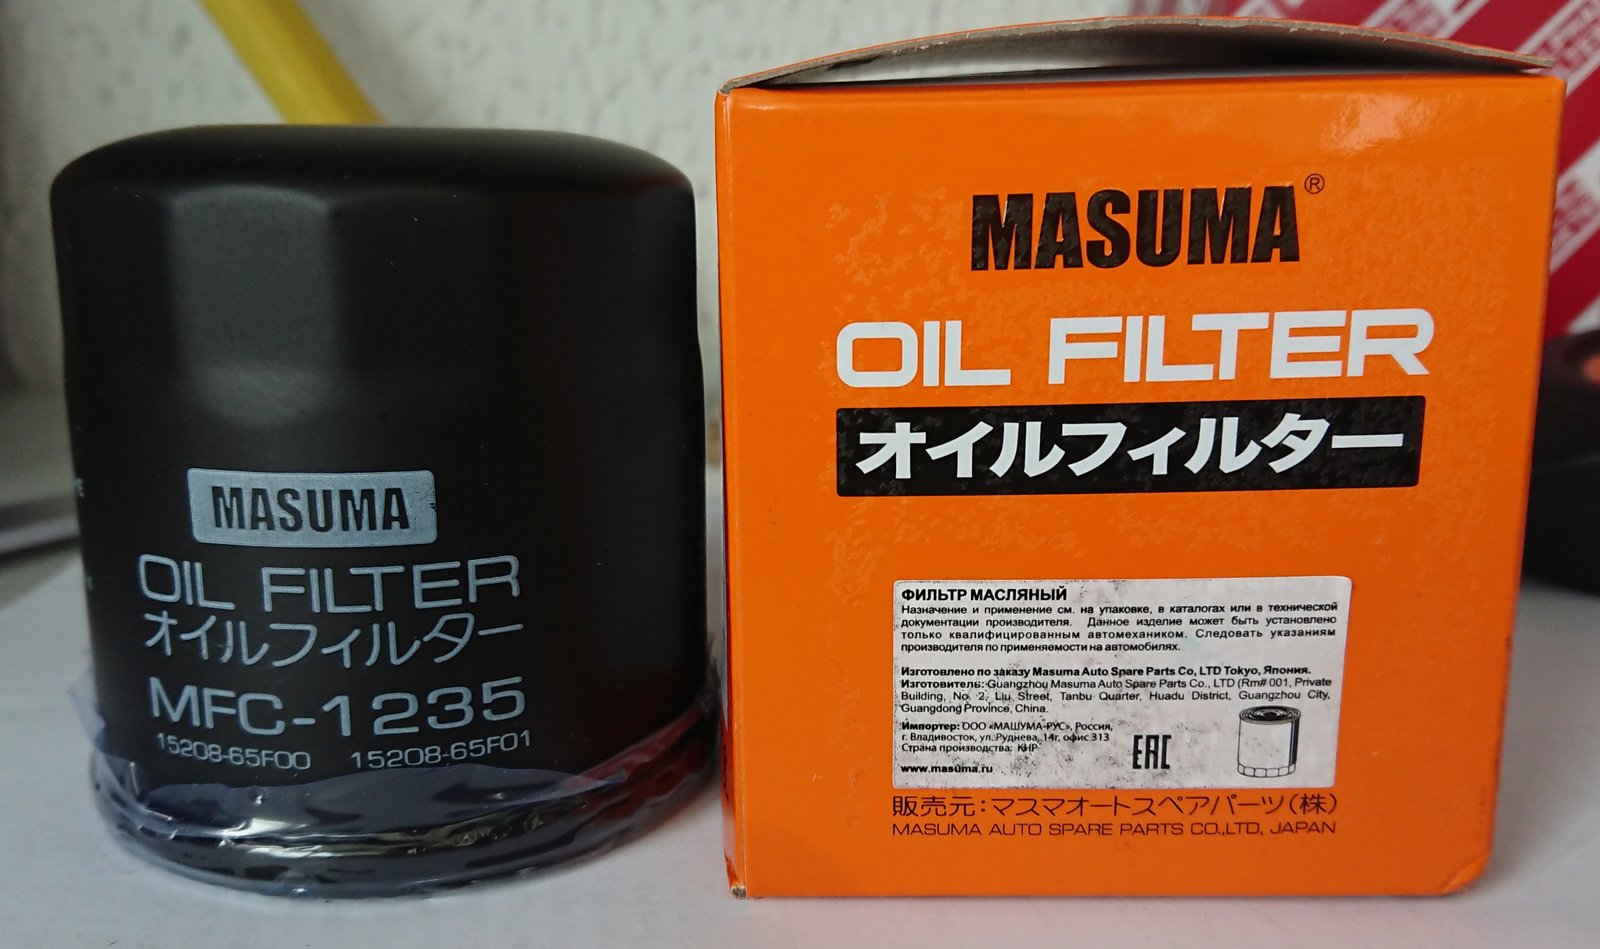 MASUMA
OIL FILTER
オイルフィルター
MFC-1235
15208-65F00 15208-65F01
MASUMA®
OIL FILTER
オイルフィルター
ФИЛЬТР МАСЛЯНЫЙ
Назначение и применение см. на упаковке, в каталогах или в технической
документации производителя. Данное изделие может быть установлено
только квалифицированным автомехаником. Следовать указаниям
производителя по применяемости на автомобилях.
Изготовлено по заказу Masuma Auto Spare Parts Co, LTD Tokyo, Япония.
Изготовитель: Guangzhou Masuma Auto Spare Parts Co., LTD (Rm# 001, Private
Building, No. 2, Liu Street, Tanbu Quarter, Huadu District, Guangzhou City,
Guangdong Province, China.
Импортер: ООО «МАШУМА-РУС», Россия,
г. Владивосток, ул. Руднева, 14г, офис 313
Страна производства: КНР
www.masuma.ru
EAC
販売元:マスマオートスペアパーツ(株)
MASUMA AUTO SPARE PARTS CO.,LTD, JAPAN